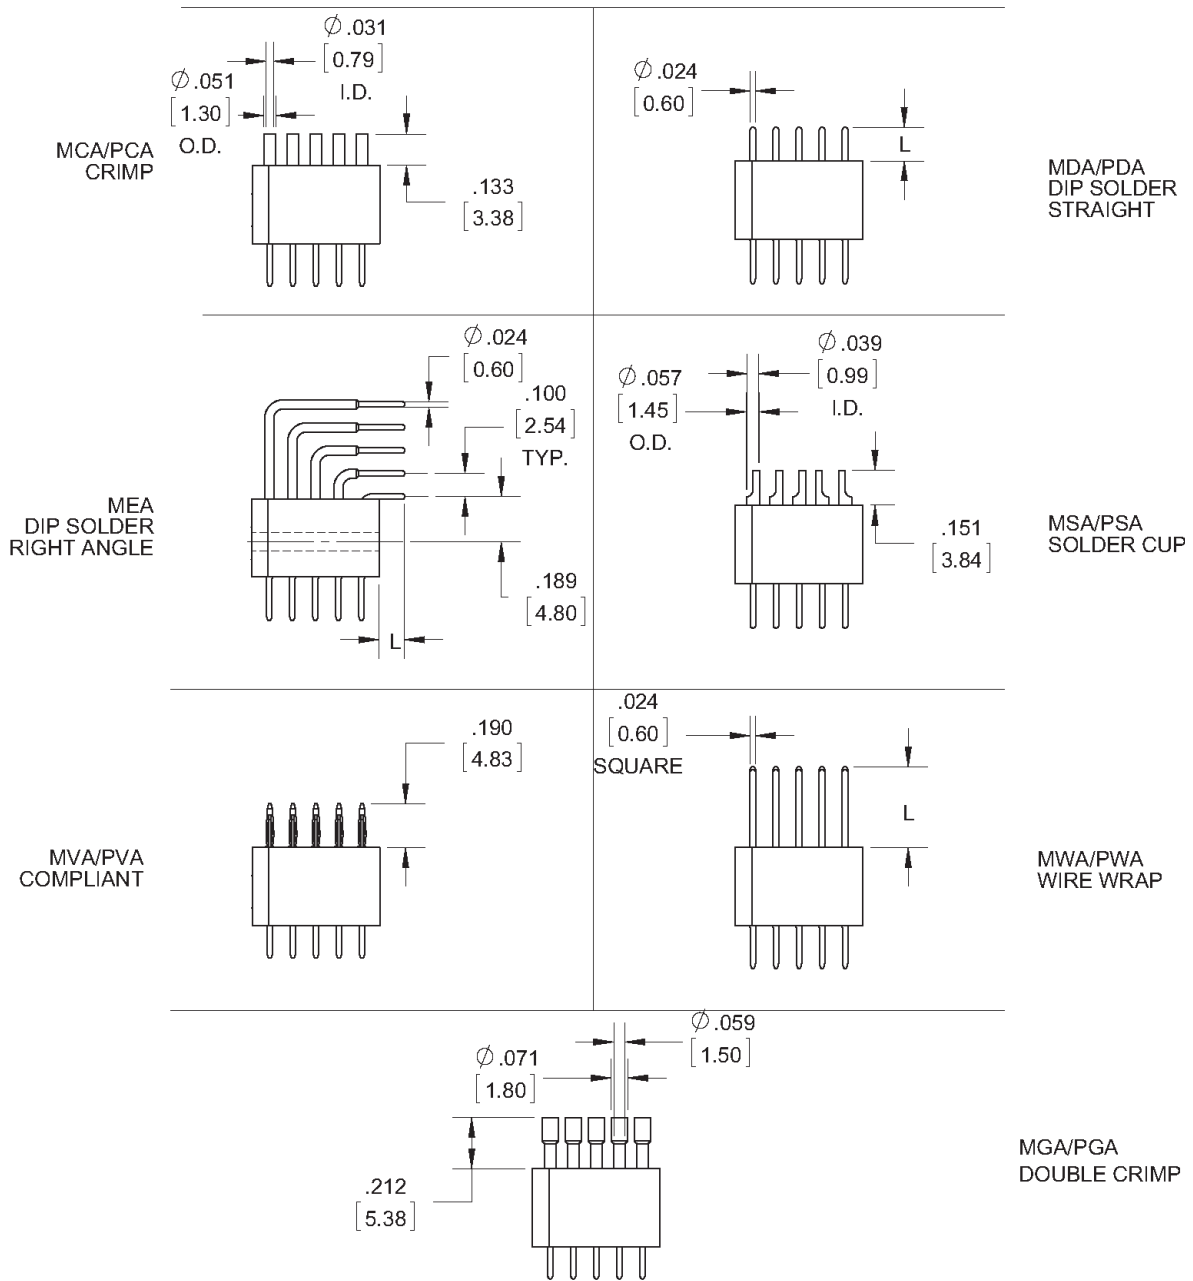 ⌀.031
[0.79]
I.D.
⌀.051
[1.30]
O.D.
MCA/PCA
CRIMP
.133
[3.38]
⌀.024
[0.60]
L
MDA/PDA
DIP SOLDER
STRAIGHT
⌀.024
[0.60]
.100
[2.54]
TYP.
MEA
DIP SOLDER
RIGHT ANGLE
.189
[4.80]
L
⌀.039
[0.99]
I.D.
⌀.057
[1.45]
O.D.
.151
[3.84]
MSA/PSA
SOLDER CUP
.190
[4.83]
MVA/PVA
COMPLIANT
.024
[0.60]
SQUARE
L
MWA/PWA
WIRE WRAP
⌀.059
[1.50]
⌀.071
[1.80]
.212
[5.38]
MGA/PGA
DOUBLE CRIMP